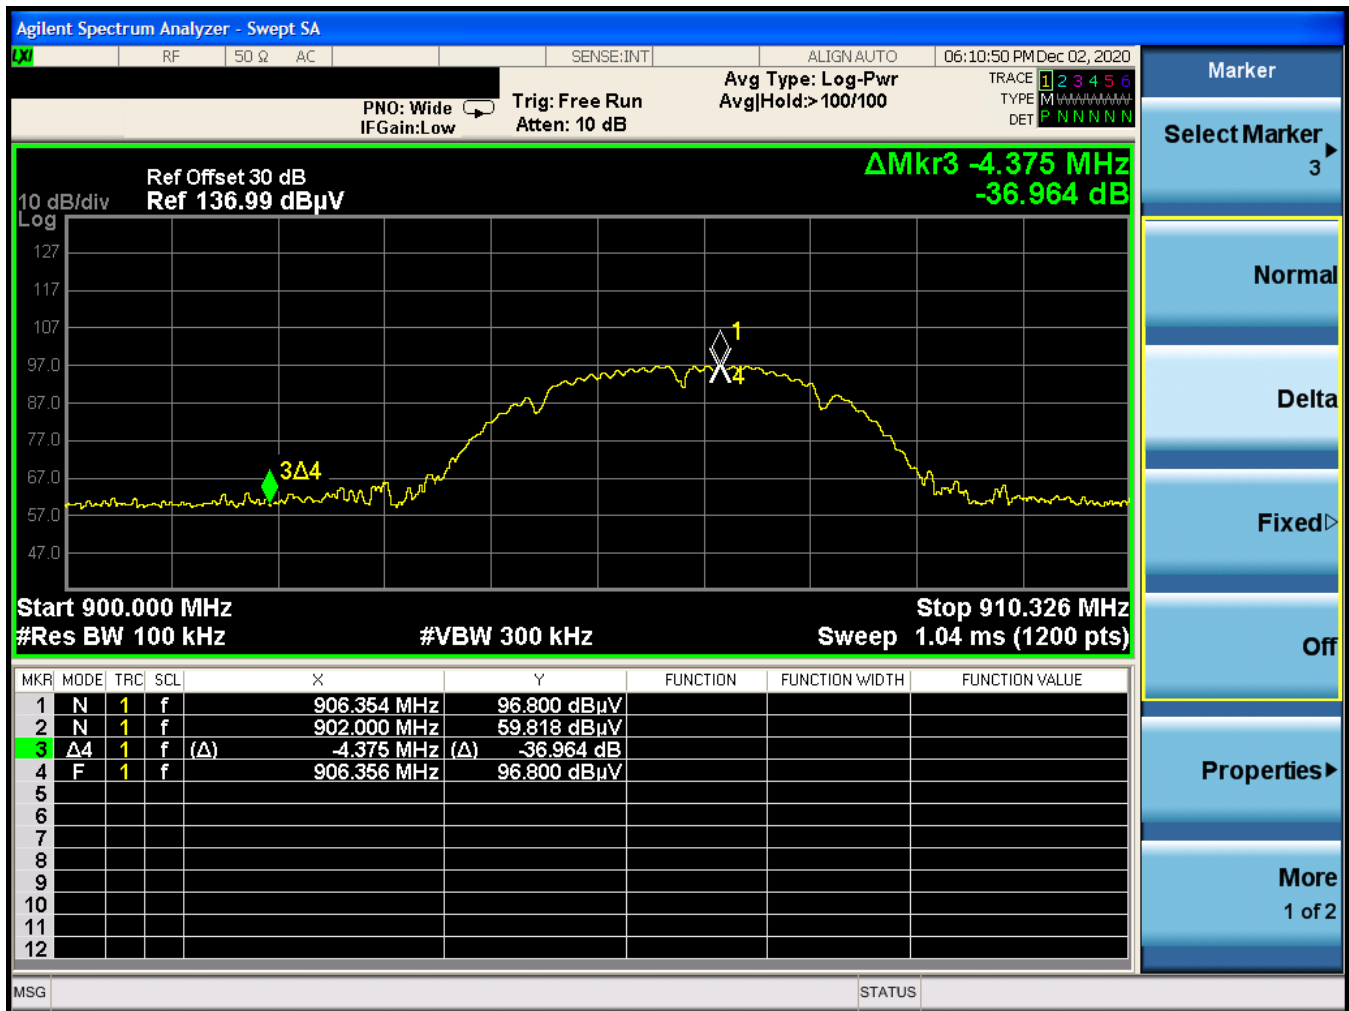 Agilent Spectrum Analyzer - Swept SA
LXI RF 50 Ω AC SENSE:INT ALIGN AUTO 06:10:50 PM Dec 02, 2020
PNO: Wide
IFGain:Low
Trig: Free Run
Atten: 10 dB
Avg Type: Log-Pwr
Avg|Hold:>100/100
TRACE 1 2 3 4 5 6
TYPE M WWWWW
DET P N N N N N
ΔMkr3 -4.375 MHz
-36.964 dB
Ref Offset 30 dB
10 dB/div Ref 136.99 dBµV
Log
127
117
107
97.0
87.0
77.0
67.0
57.0
47.0
1
4
3Δ4
Start 900.000 MHz Stop 910.326 MHz
#Res BW 100 kHz #VBW 300 kHz Sweep 1.04 ms (1200 pts)
MKR MODE TRC SCL X Y FUNCTION FUNCTION WIDTH FUNCTION VALUE
1 N 1 f 906.354 MHz 96.800 dBµV
2 N 1 f 902.000 MHz 59.818 dBµV
3 Δ4 1 f (Δ) -4.375 MHz (Δ) -36.964 dB
4 F 1 f 906.356 MHz 96.800 dBµV
5
6
7
8
9
10
11
12
MSG STATUS
Marker
Select Marker
3
Normal
Delta
Fixed
Off
Properties
More
1 of 2